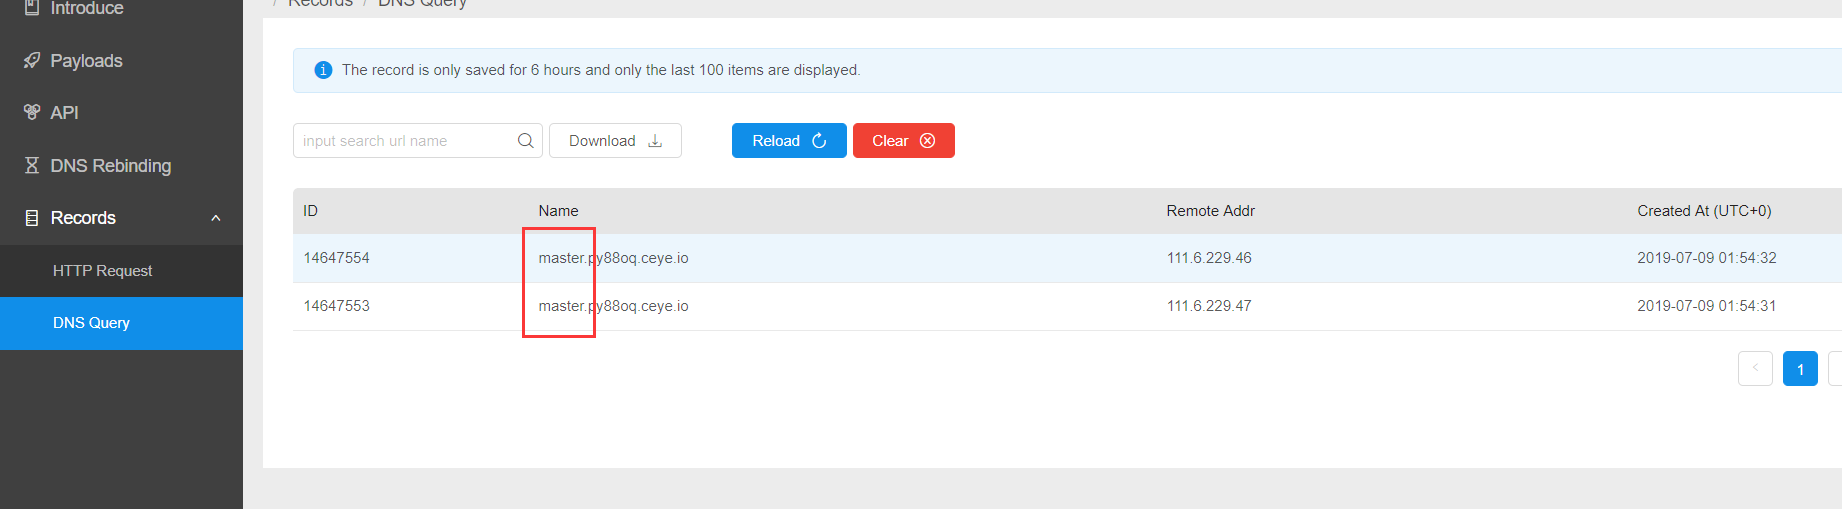 Introduce
/ Records / DNS Query
Payloads
The record is only saved for 6 hours and only the last 100 items are displayed.
API
input search url name
Download
Reload
Clear
DNS Rebinding
Records
ID Name Remote Addr Created At (UTC+0)
14647554 master.py88oq.ceye.io 111.6.229.46 2019-07-09 01:54:32
HTTP Request
14647553 master.py88oq.ceye.io 111.6.229.47 2019-07-09 01:54:31
DNS Query
< 1